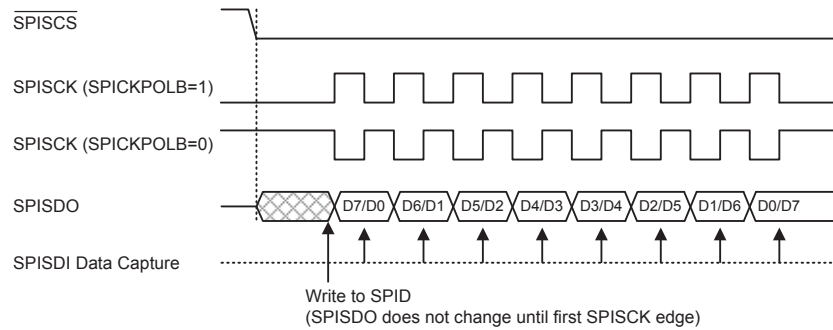 SPISCS
SPISCK (SPICKPOLB=1)
SPISCK (SPICKPOLB=0)
SPISDO
D7/D0 D6/D1 D5/D2 D4/D3 D3/D4 D2/D5 D1/D6 D0/D7
SPISDI Data Capture
Write to SPID
(SPISDO does not change until first SPISCK edge)